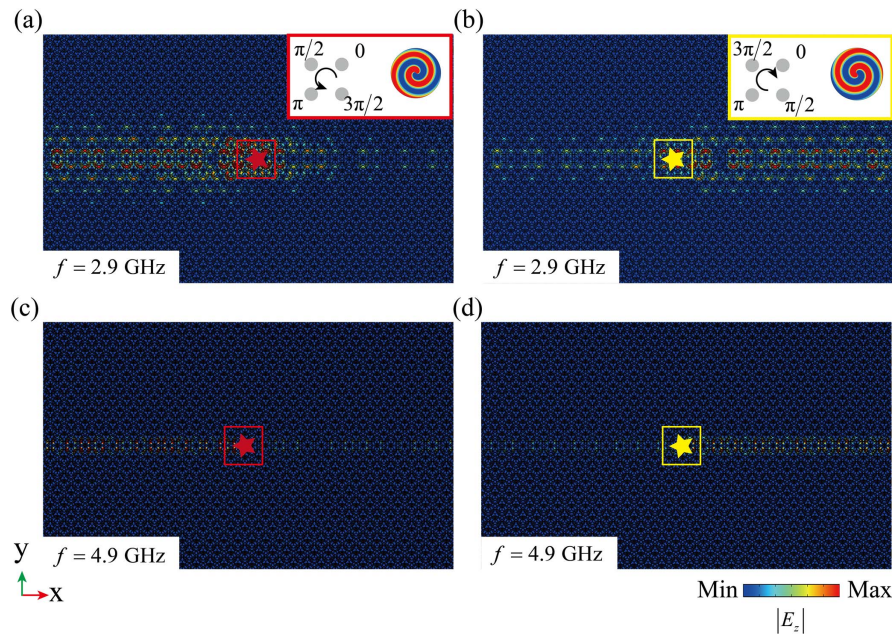 (a)
π/2 0
π 3π/2
f = 2.9 GHz
(b)
3π/2 0
π π/2
f = 2.9 GHz
(c)
f = 4.9 GHz
(d)
f = 4.9 GHz
y
x
Min Max
|E_z|